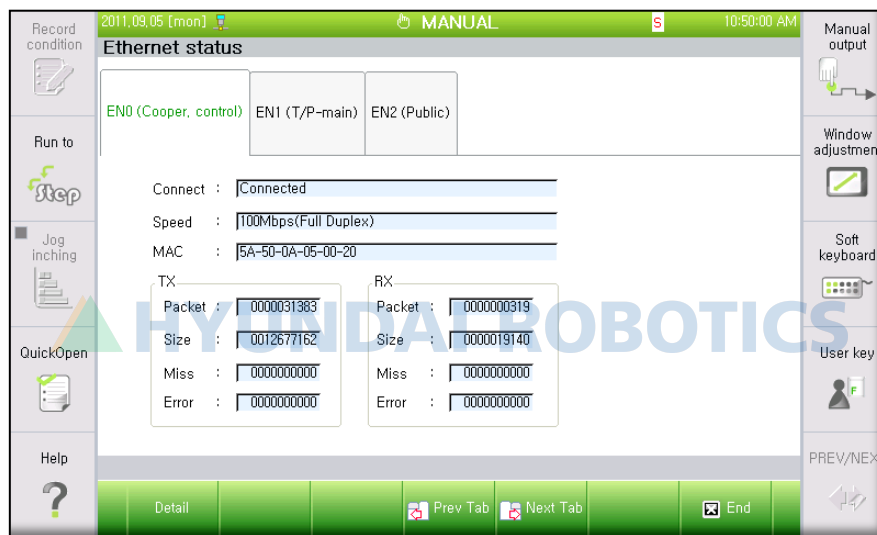 2011,09,05 [mon]
MANUAL
S
10:50:00 AM
Ethernet status
Record
condition
Run to
Step
Jog
inching
QuickOpen
Help
EN0 (Cooper, control)
EN1 (T/P-main)
EN2 (Public)
Connect : Connected
Speed : 100Mbps(Full Duplex)
MAC : 5A-50-0A-05-00-20
TX
Packet : 0000031383
Size : 0012677162
Miss : 0000000000
Error : 0000000000
RX
Packet : 0000000319
Size : 0000019140
Miss : 0000000000
Error : 0000000000
HYUNDAI ROBOTICS
Manual
output
Window
adjustmen
Soft
keyboard
User key
F
PREV/NEX
Detail
Prev Tab
Next Tab
End